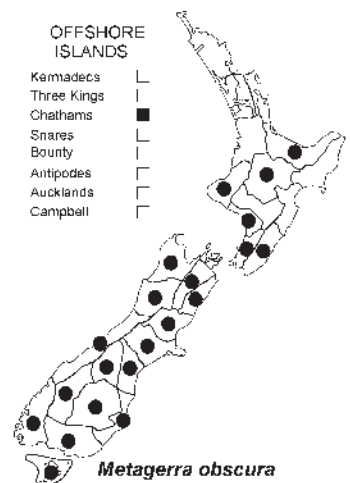 OFFSHORE
ISLANDS
Kermadecs
Three Kings
Chathams
Snares
Bounty
Antipodes
Aucklands
Campbell
Metagerra obscura